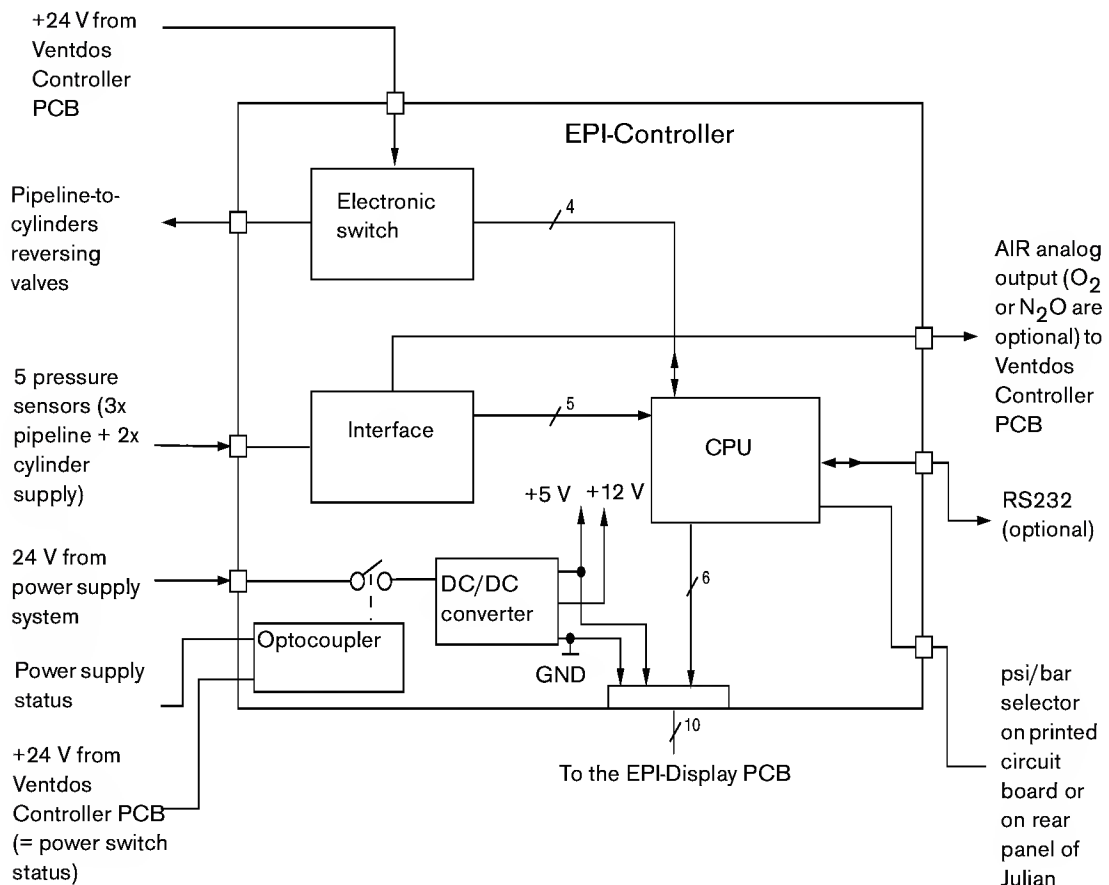 +24 V from
Ventdos
Controller
PCB
EPI-Controller
Pipeline-to-
cylinders
reversing
valves
Electronic
switch
4
AIR analog
output (O2
or N2O are
optional) to
Ventdos
Controller
PCB
5 pressure
sensors (3x
pipeline + 2x
cylinder
supply)
Interface
5
CPU
+5 V
+12 V
RS232
(optional)
24 V from
power supply
system
DC/DC
converter
6
Optocoupler
GND
Power supply
status
10
To the EPI-Display PCB
+24 V from
Ventdos
Controller PCB
(= power switch
status)
psi/bar
selector
on printed
circuit
board or
on rear
panel of
Julian